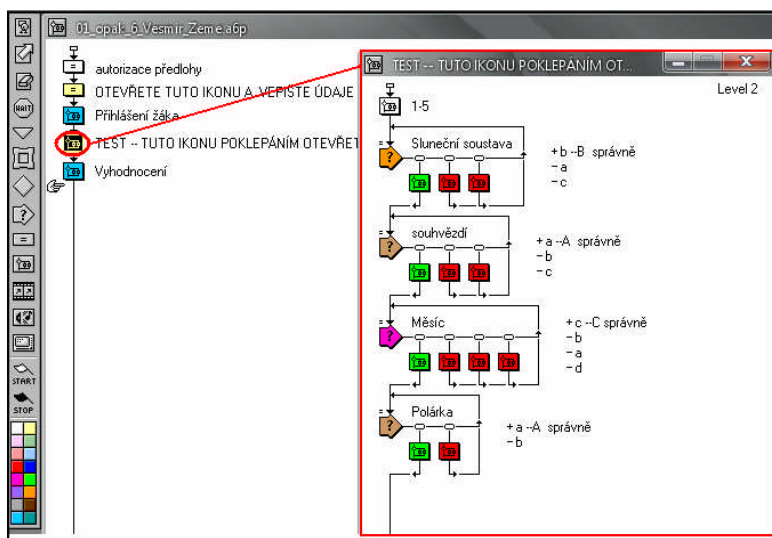 01_opak_6_Vesmir_Zeme.a6p
autorizace předlohy
OTEVŘETE TUTO IKONU A VEPIŠTE ÚDAJE
Přihlášení žáka
TEST -- TUTO IKONU POKLEPÁNÍM OTEVŘET
Vyhodnocení
WAIT
START
STOP
TEST -- TUTO IKONU POKLEPÁNÍM OT...
Level 2
1-5
Sluneční soustava
+b --B správně
-a
-c
souhvězdí
+a --A správně
-b
-c
Měsíc
+c --C správně
-b
-a
-d
Polárka
+a --A správně
-b